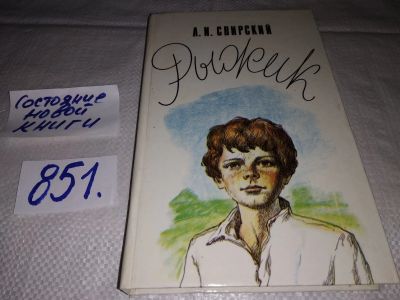 А. И. СВИРСКИЙ
Рыжик
Состояние
новой
книги
851.